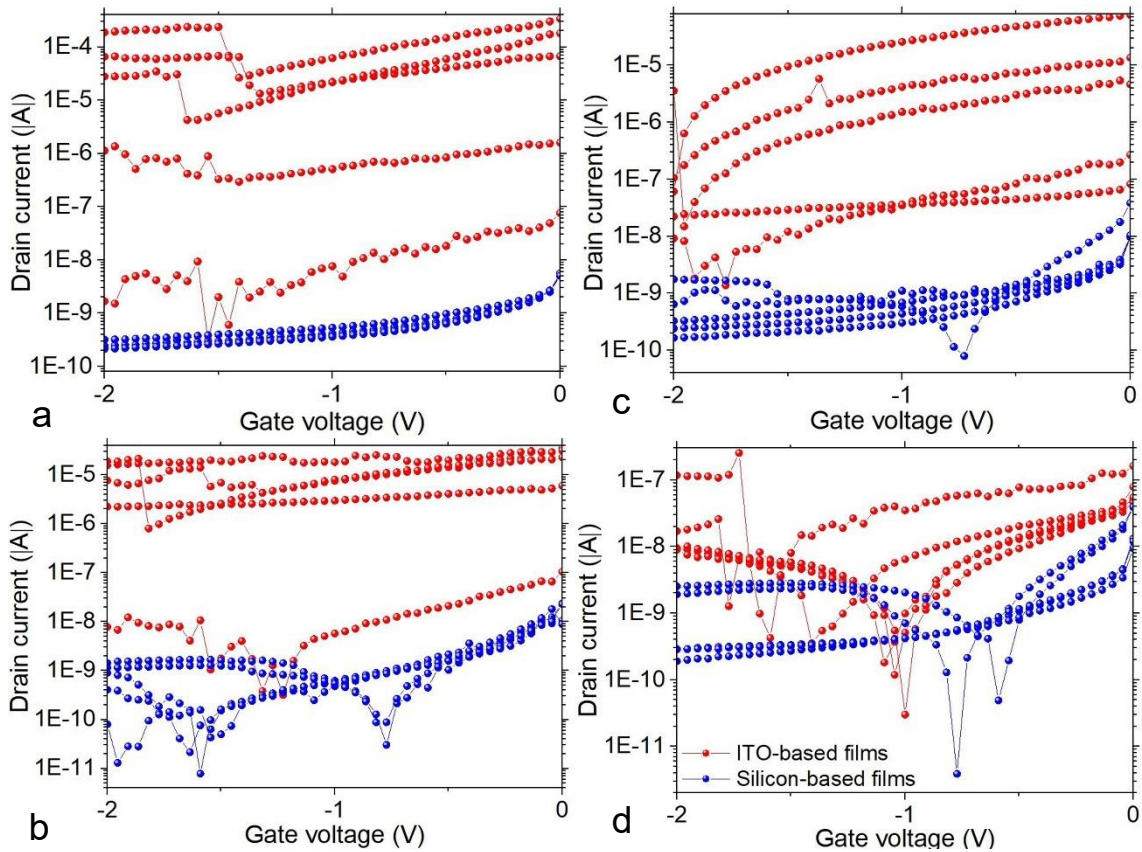 1E-4
1E-5
1E-6
1E-7
1E-8
1E-9
1E-10
Drain current (|A|)
-2
-1
0
Gate voltage (V)
a
1E-5
1E-6
1E-7
1E-8
1E-9
1E-10
Drain current (|A|)
-2
-1
0
Gate voltage (V)
c
1E-5
1E-6
1E-7
1E-8
1E-9
1E-10
1E-11
Drain current (|A|)
-2
-1
0
Gate voltage (V)
b
1E-7
1E-8
1E-9
1E-10
1E-11
Drain current (|A|)
ITO-based films
Silicon-based films
-2
-1
0
Gate voltage (V)
d